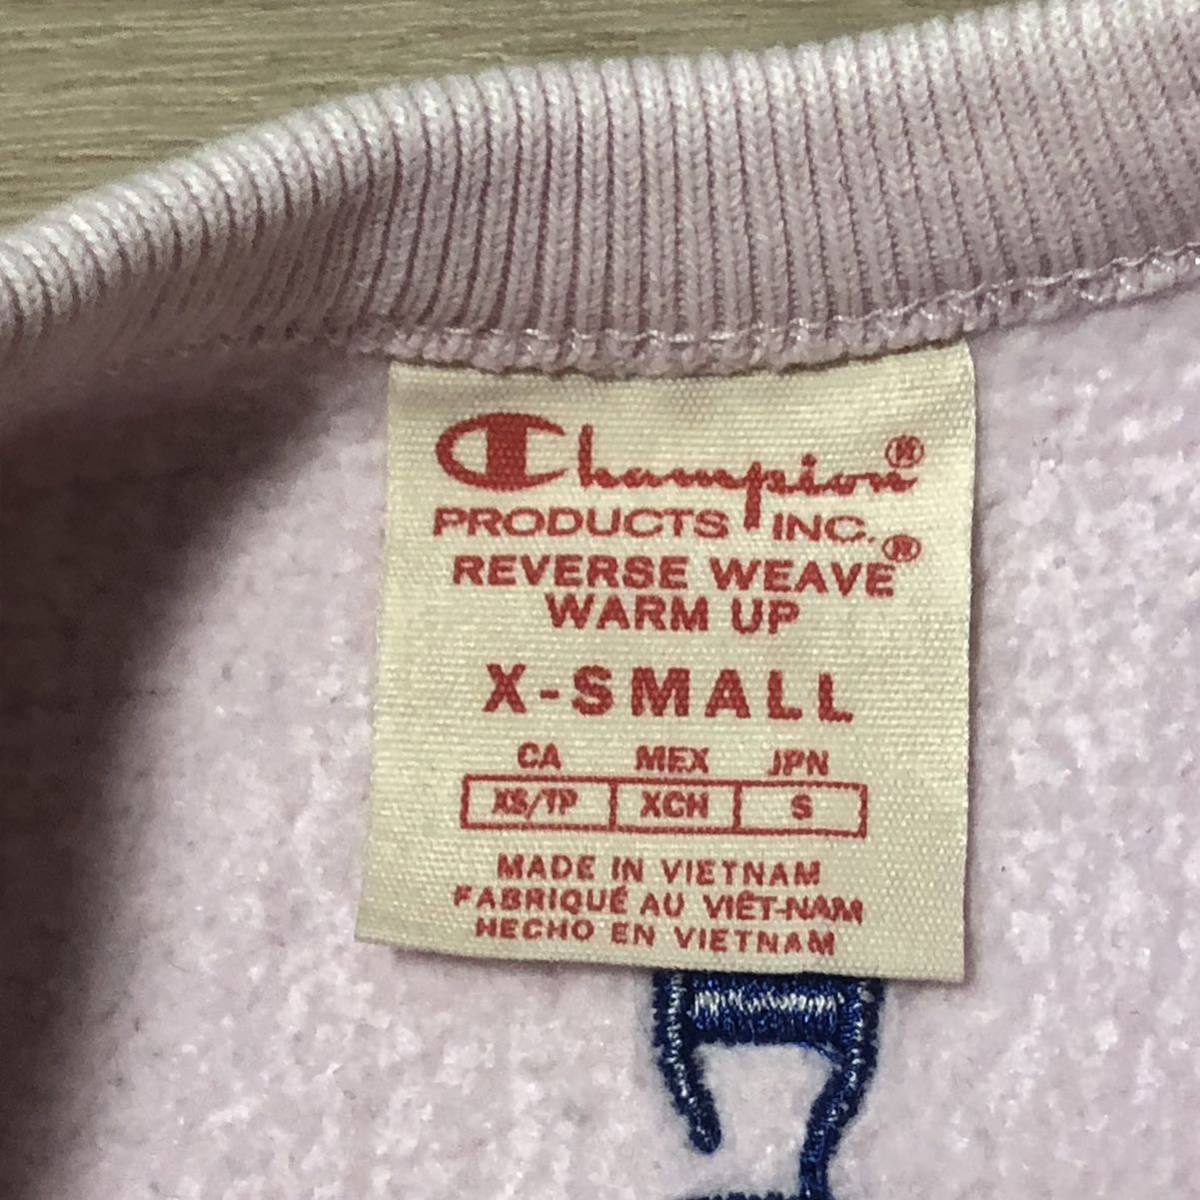 Champion®
PRODUCTS INC.
REVERSE WEAVE®
WARM UP
X-SMALL
CA MEX JPN
XS/TP XCH S
MADE IN VIETNAM
FABRIQUÉ AU VIÊT-NAM
HECHO EN VIETNAM